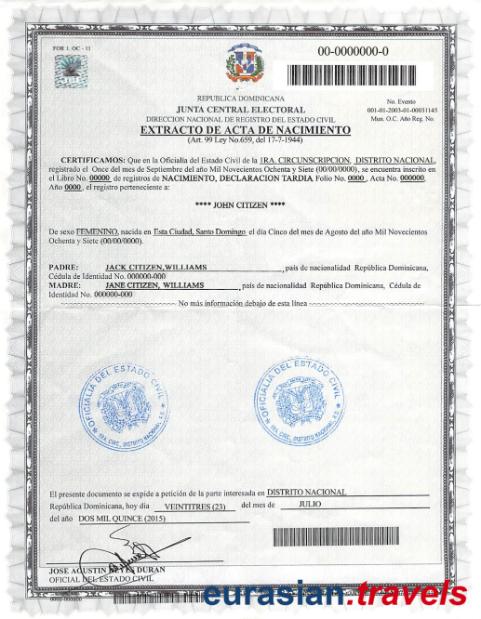 FOR 1. OC - 11
00-0000000-0
REPUBLICA DOMINICANA
JUNTA CENTRAL ELECTORAL
DIRECCION NACIONAL DE REGISTRO DEL ESTADO CIVIL
EXTRACTO DE ACTA DE NACIMIENTO
(Art. 99 Ley No.659, del 17-7-1944)
No. Evento
001-01-2003-01-00031145
Mun. O.C. Año Reg. No.
CERTIFICAMOS: Que en la Oficialía del Estado Civil de la 1RA. CIRCUNSCRIPCION, DISTRITO NACIONAL
registrado el Once del mes de Septiembre del año Mil Novecientos Ochenta y Siete (00/00/0000), se encuentra inscrito en
el Libro No. 00000 de registros de NACIMIENTO, DECLARACION TARDIA Folio No. 0000 , Acta No. 000000,
Año 0000 , el registro perteneciente a:
**** JOHN CITIZEN ****
De sexo FEMENINO, nacida en Esta Ciudad, Santo Domingo el día Cinco del mes de Agosto del año Mil Novecientos
Ochenta y Siete (00/00/0000).
PADRE: JACK CITIZEN,WILLIAMS ,país de nacionalidad República Dominicana,
Cédula de Identidad No. 000000-000
MADRE: JANE CITIZEN, WILLIAMS , país de nacionalidad República Dominicana, Cédula de
Identidad No. 000000-000
No más información debajo de esta línea
OFICIALIA DEL ESTADO CIVIL
1RA. CIRC., DISTRITO NACIONAL
OFICIALIA DEL ESTADO CIVIL
1RA. CIRC., DISTRITO NACIONAL
El presente documento se expide a petición de la parte interesada en DISTRITO NACIONAL
República Dominicana, hoy día VEINTITRES (23) del mes de JULIO
del año DOS MIL QUINCE (2015)
JOSE AGUSTIN REYES DURAN
OFICIAL DEL ESTADO CIVIL
0000-000000
eurasian.travels